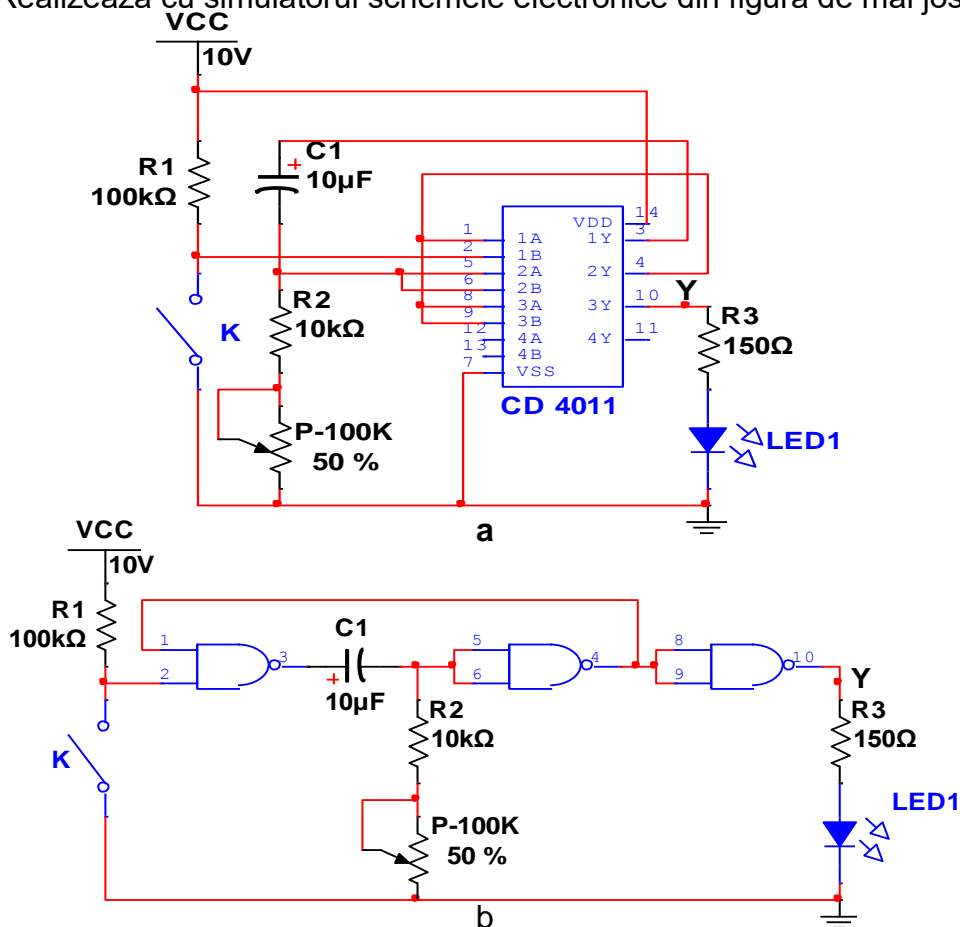 Realizează cu simulatorul schemele electronice din figura de mai jos
VCC
10V
R1
100kΩ
+ C1
10µF
K
R2
10kΩ
P-100K
50 %
1 1A
2 1B
5 2A
6 2B
8 3A
9 3B
12 4A
13 4B
7 VSS
VDD 14
1Y 3
2Y 4
3Y 10
4Y 11
CD 4011
Y
R3
150Ω
LED1
a
VCC
10V
R1
100kΩ
K
1
2
3
C1
+
10µF
R2
10kΩ
P-100K
50 %
5
6
4
8
9
10
Y
R3
150Ω
LED1
b